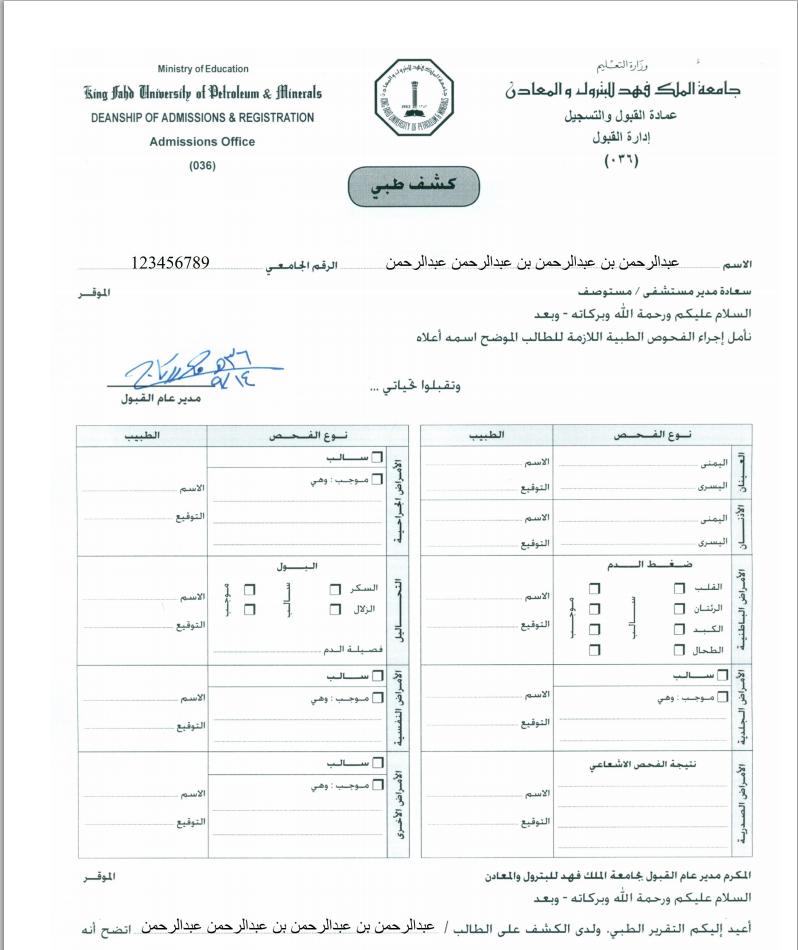 Ministry of Education
King Fahd University of Petroleum & Minerals
DEANSHIP OF ADMISSIONS & REGISTRATION
Admissions Office
(036)
وزارة التعليم
جامعة الملك فهد للبترول و المعادن
عمادة القبول والتسجيل
إدارة القبول
(٠٣٦)
كشف طبي
الاسم عبدالرحمن بن عبدالرحمن بن عبدالرحمن عبدالرحمن الرقم الجامعي 123456789
سعادة مدير مستشفى / مستوصف الموقر
السلام عليكم ورحمة الله وبركاته - وبعد
نأمل إجراء الفحوص الطبية اللازمة للطالب الموضح اسمه أعلاه
وتقبلوا تحياتي ...
مدير عام القبول
نوع الفحص الطبيب
العينان
اليمنى الاسم
اليسرى التوقيع
الأذنان
اليمنى الاسم
اليسرى التوقيع
الأمراض الباطنية
ضغط الدم
القلب
الرئتان
الكبد
الطحال
سالب
موجب
الاسم
التوقيع
الأمراض الجلدية
سالب
موجب : وهي
الاسم
التوقيع
الأمراض الصدرية
نتيجة الفحص الاشعاعي
الاسم
التوقيع
نوع الفحص الطبيب
الأمراض الجراحية
سالب
موجب : وهي
الاسم
التوقيع
التحاليل
البول
السكر
الزلال
سالب
موجب
الاسم
التوقيع
فصيلة الدم
الأمراض النفسية
سالب
موجب : وهي
الاسم
التوقيع
الأمراض الأخرى
سالب
موجب : وهي
الاسم
التوقيع
المكرم مدير عام القبول بجامعة الملك فهد للبترول والمعادن الموقر
السلام عليكم ورحمة الله وبركاته - وبعد
أعيد إليكم التقرير الطبي، ولدى الكشف على الطالب / عبدالرحمن بن عبدالرحمن بن عبدالرحمن عبدالرحمن اتضح أنه